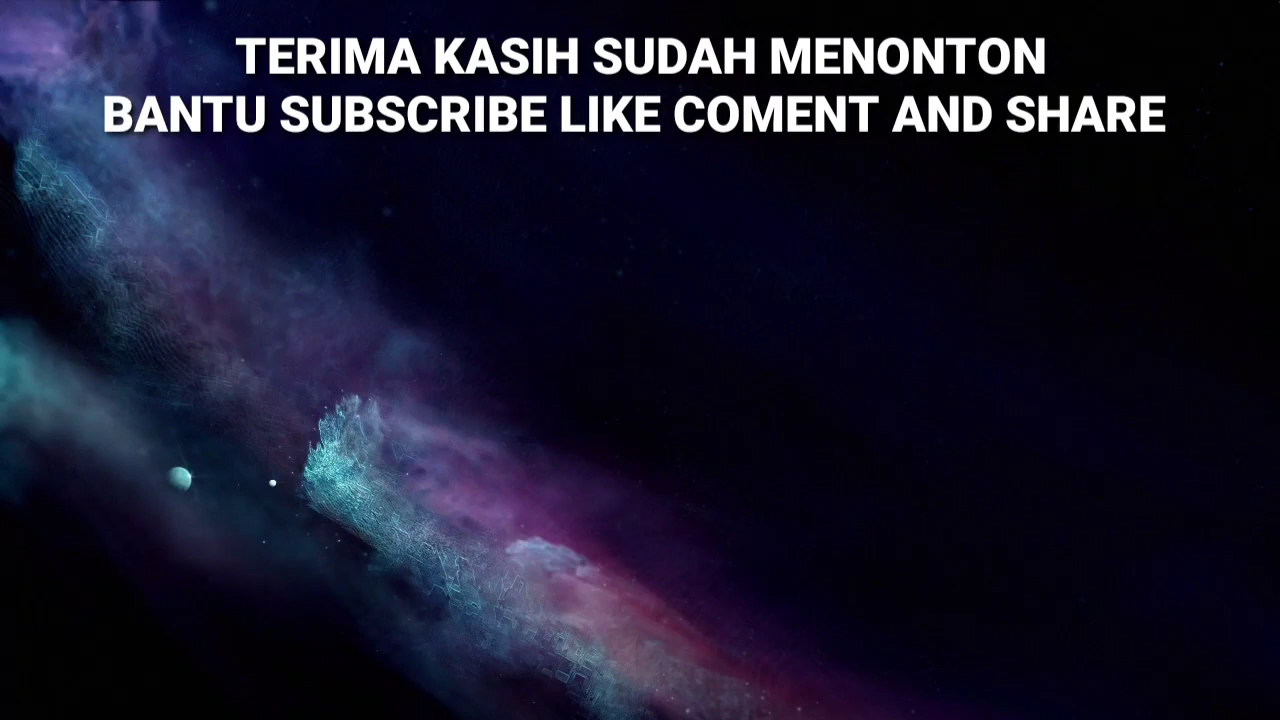 TERIMA KASIH SUDAH MENONTON
BANTU SUBSCRIBE LIKE COMENT AND SHARE